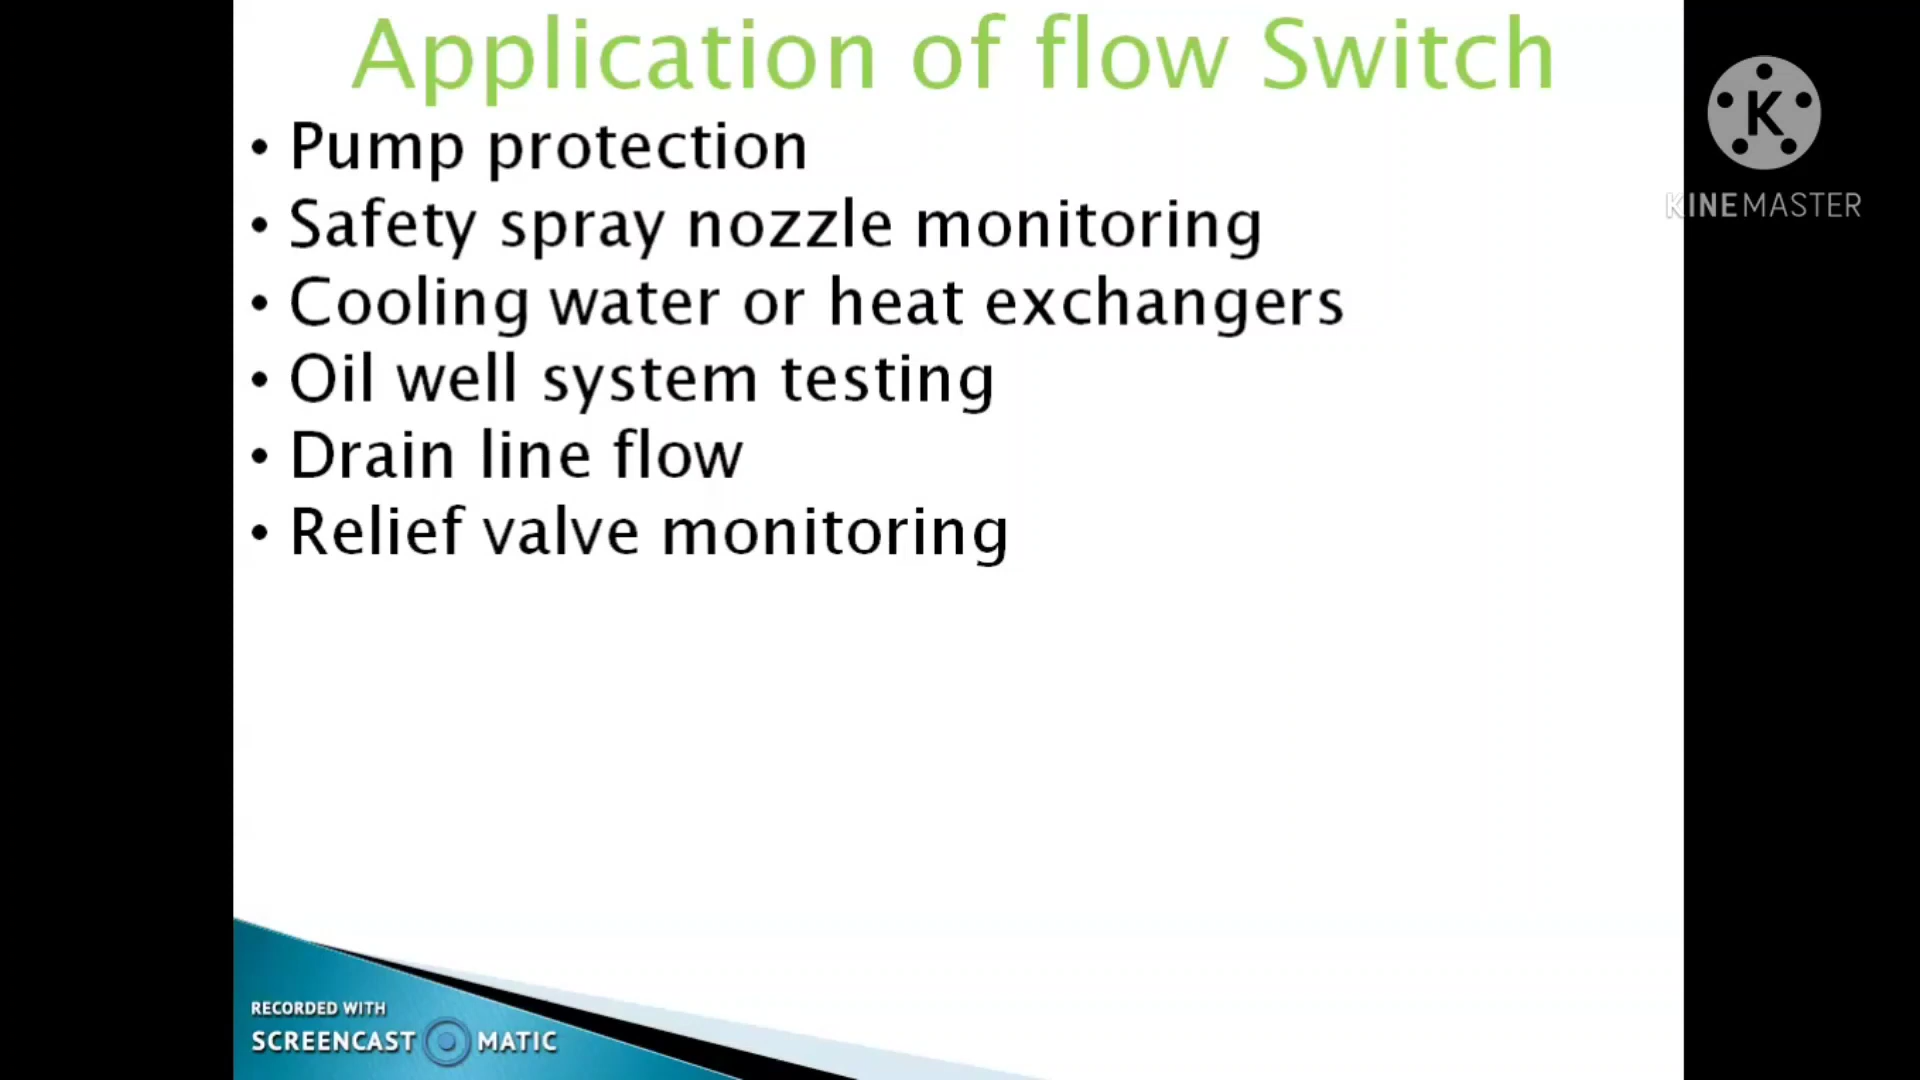 Application of flow Switch
• Pump protection
• Safety spray nozzle monitoring
• Cooling water or heat exchangers
• Oil well system testing
• Drain line flow
• Relief valve monitoring
K
KINEMASTER
RECORDED WITH
SCREENCAST MATIC